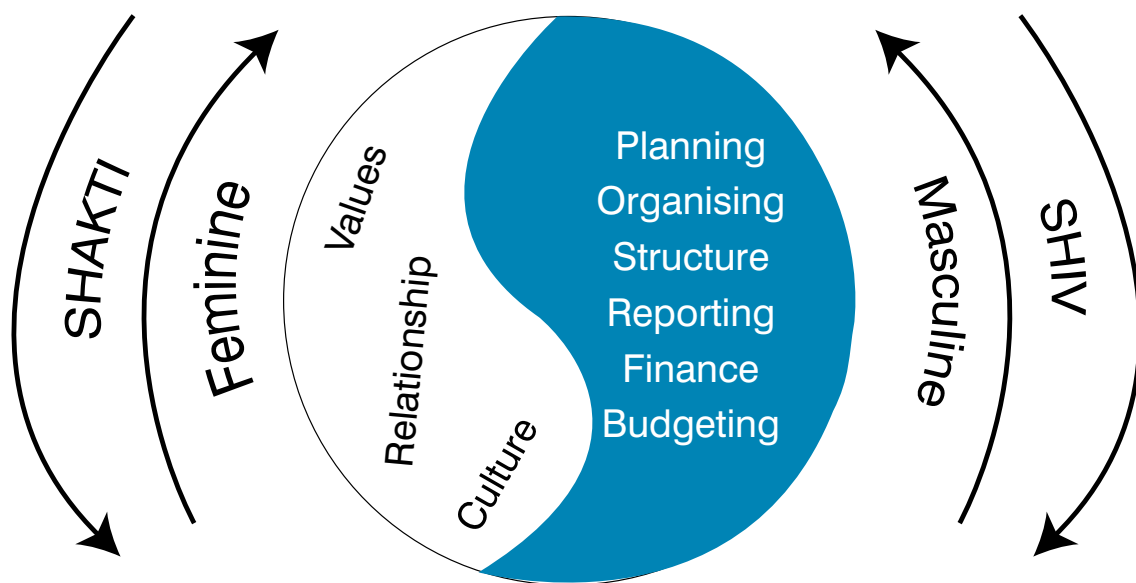 SHAKTI
Feminine
Values
Relationship
Culture
Planning
Organising
Structure
Reporting
Finance
Budgeting
Masculine
SHIV